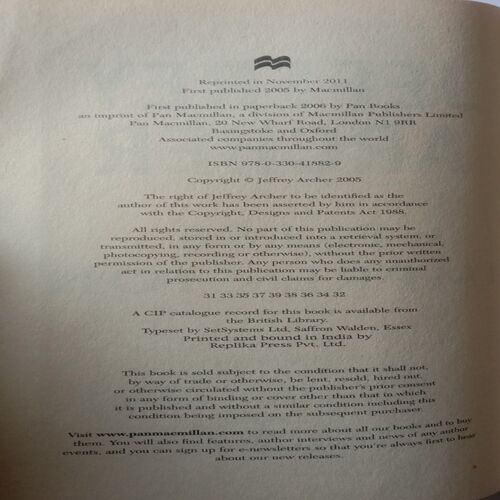 Reprinted in November 2011
First published 2005 by Macmillan
First published in paperback 2006 by Pan Books
an imprint of Pan Macmillan, a division of Macmillan Publishers Limited
Pan Macmillan, 20 New Wharf Road, London N1 9RR
Basingstoke and Oxford
Associated companies throughout the world
www.panmacmillan.com
ISBN 978-0-330-41882-9
Copyright © Jeffrey Archer 2005
The right of Jeffrey Archer to be identified as the
author of this work has been asserted by him in accordance
with the Copyright, Designs and Patents Act 1988.
All rights reserved. No part of this publication may be
reproduced, stored in or introduced into a retrieval system, or
transmitted, in any form or by any means (electronic, mechanical,
photocopying, recording or otherwise), without the prior written
permission of the publisher. Any person who does any unauthorized
act in relation to this publication may be liable to criminal
prosecution and civil claims for damages.
31 33 35 37 39 38 36 34 32
A CIP catalogue record for this book is available from
the British Library.
Typeset by SetSystems Ltd, Saffron Walden, Essex
Printed and bound in India by
Replika Press Pvt. Ltd.
This book is sold subject to the condition that it shall not,
by way of trade or otherwise, be lent, resold, hired out,
or otherwise circulated without the publisher's prior consent
in any form of binding or cover other than that in which
it is published and without a similar condition including this
condition being imposed on the subsequent purchaser.
Visit www.panmacmillan.com to read more about all our books and to buy
them. You will also find features, author interviews and news of any author
events, and you can sign up for e-newsletters so that you're always first to hear
about our new releases.